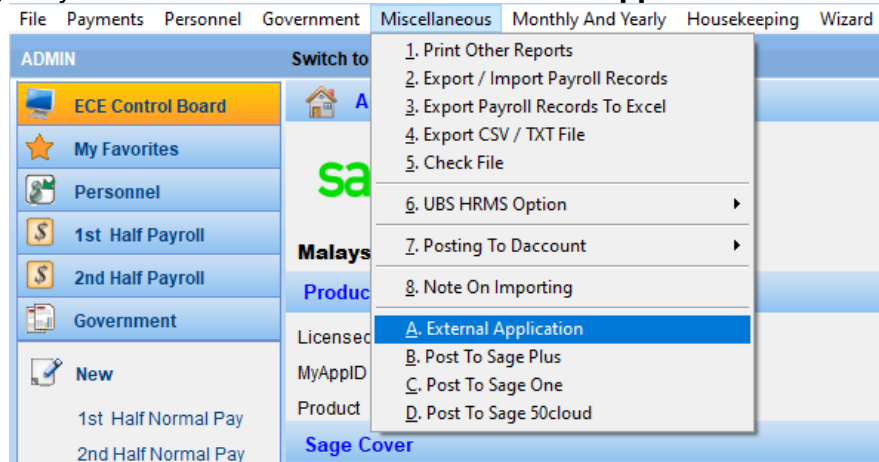 File Payments Personnel Government Miscellaneous Monthly And Yearly Housekeeping Wizard
ADMIN
Switch to
ECE Control Board
My Favorites
Personnel
1st Half Payroll
2nd Half Payroll
Government
New
1st Half Normal Pay
2nd Half Normal Pay
A
sa
Malays
Produc
Licensed
MyAppID
Product
Sage Cover
1. Print Other Reports
2. Export / Import Payroll Records
3. Export Payroll Records To Excel
4. Export CSV / TXT File
5. Check File
6. UBS HRMS Option
7. Posting To Daccount
8. Note On Importing
A. External Application
B. Post To Sage Plus
C. Post To Sage One
D. Post To Sage 50cloud